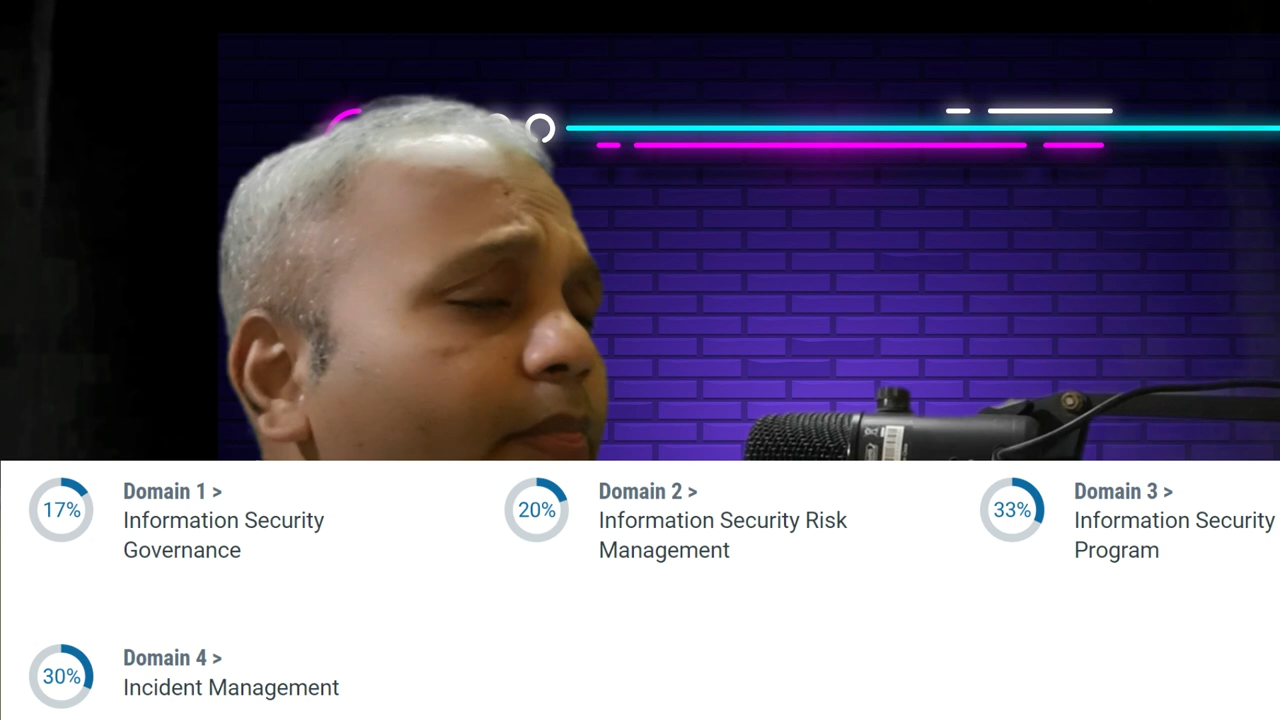 17%
Domain 1 >
Information Security
Governance
20%
Domain 2 >
Information Security Risk
Management
33%
Domain 3 >
Information Security
Program
30%
Domain 4 >
Incident Management